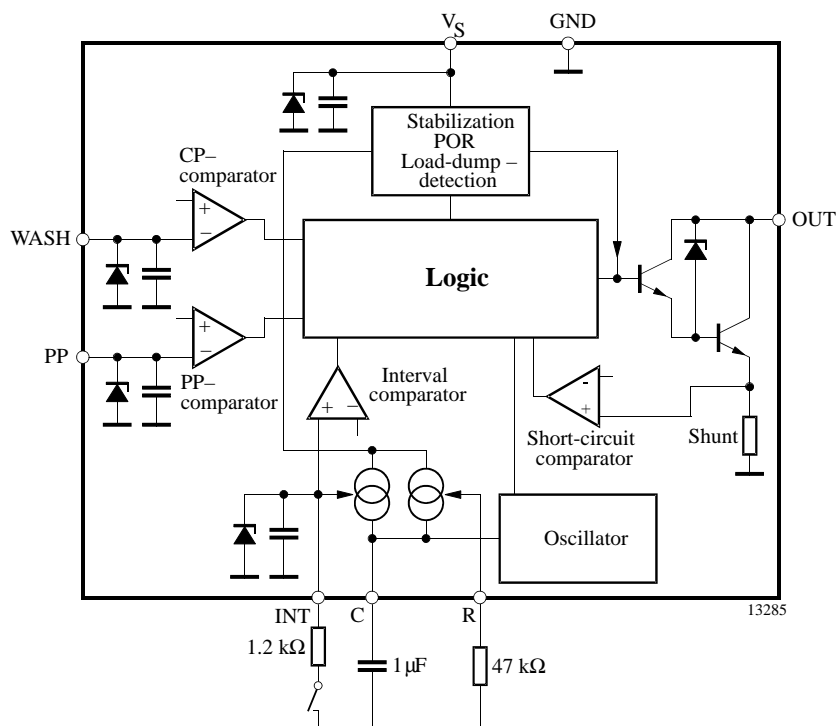 VS
GND
Stabilization
POR
Load-dump –
detection
CP–
comparator
+
–
WASH
OUT
Logic
+
–
PP
PP–
comparator
Interval
comparator
+
–
-
+
Short-circuit
comparator
Shunt
Oscillator
13285
INT
C
R
1.2 kΩ
1 µF
47 kΩ